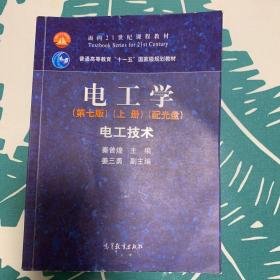 面向21世纪课程教材
Textbook Series for 21st Century
普通高等教育“十一五”国家级规划教材
电工学
（第七版）（上册）（配光盘）
电工技术
秦曾煌 主编
姜三勇 副主编
高等教育出版社